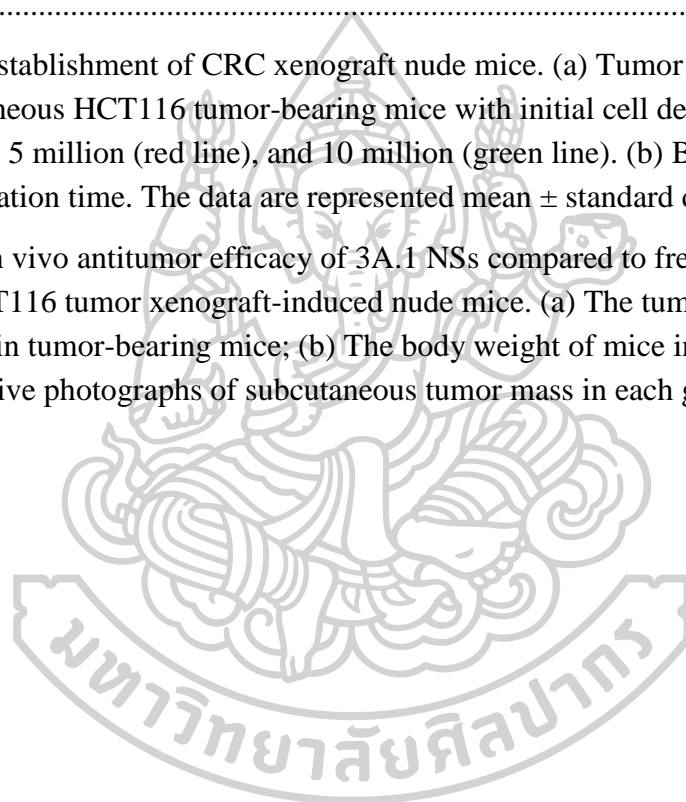 ................................................................................................
stablishment of CRC xenograft nude mice. (a) Tumor
neous HCT116 tumor-bearing mice with initial cell de
5 million (red line), and 10 million (green line). (b) B
ation time. The data are represented mean ± standard
n vivo antitumor efficacy of 3A.1 NSs compared to fre
T116 tumor xenograft-induced nude mice. (a) The tum
in tumor-bearing mice; (b) The body weight of mice in
ive photographs of subcutaneous tumor mass in each
มหาวิทยาลัยศิลปากร